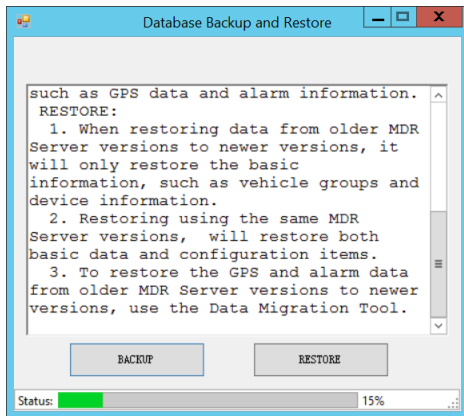 Database Backup and Restore
such as GPS data and alarm information.
RESTORE:
1. When restoring data from older MDR
Server versions to newer versions, it
will only restore the basic
information, such as vehicle groups and
device information.
2. Restoring using the same MDR
Server versions,  will restore both
basic data and configuration items.
3. To restore the GPS and alarm data
from older MDR Server versions to newer
versions, use the Data Migration Tool.
BACKUP
RESTORE
Status:
15%